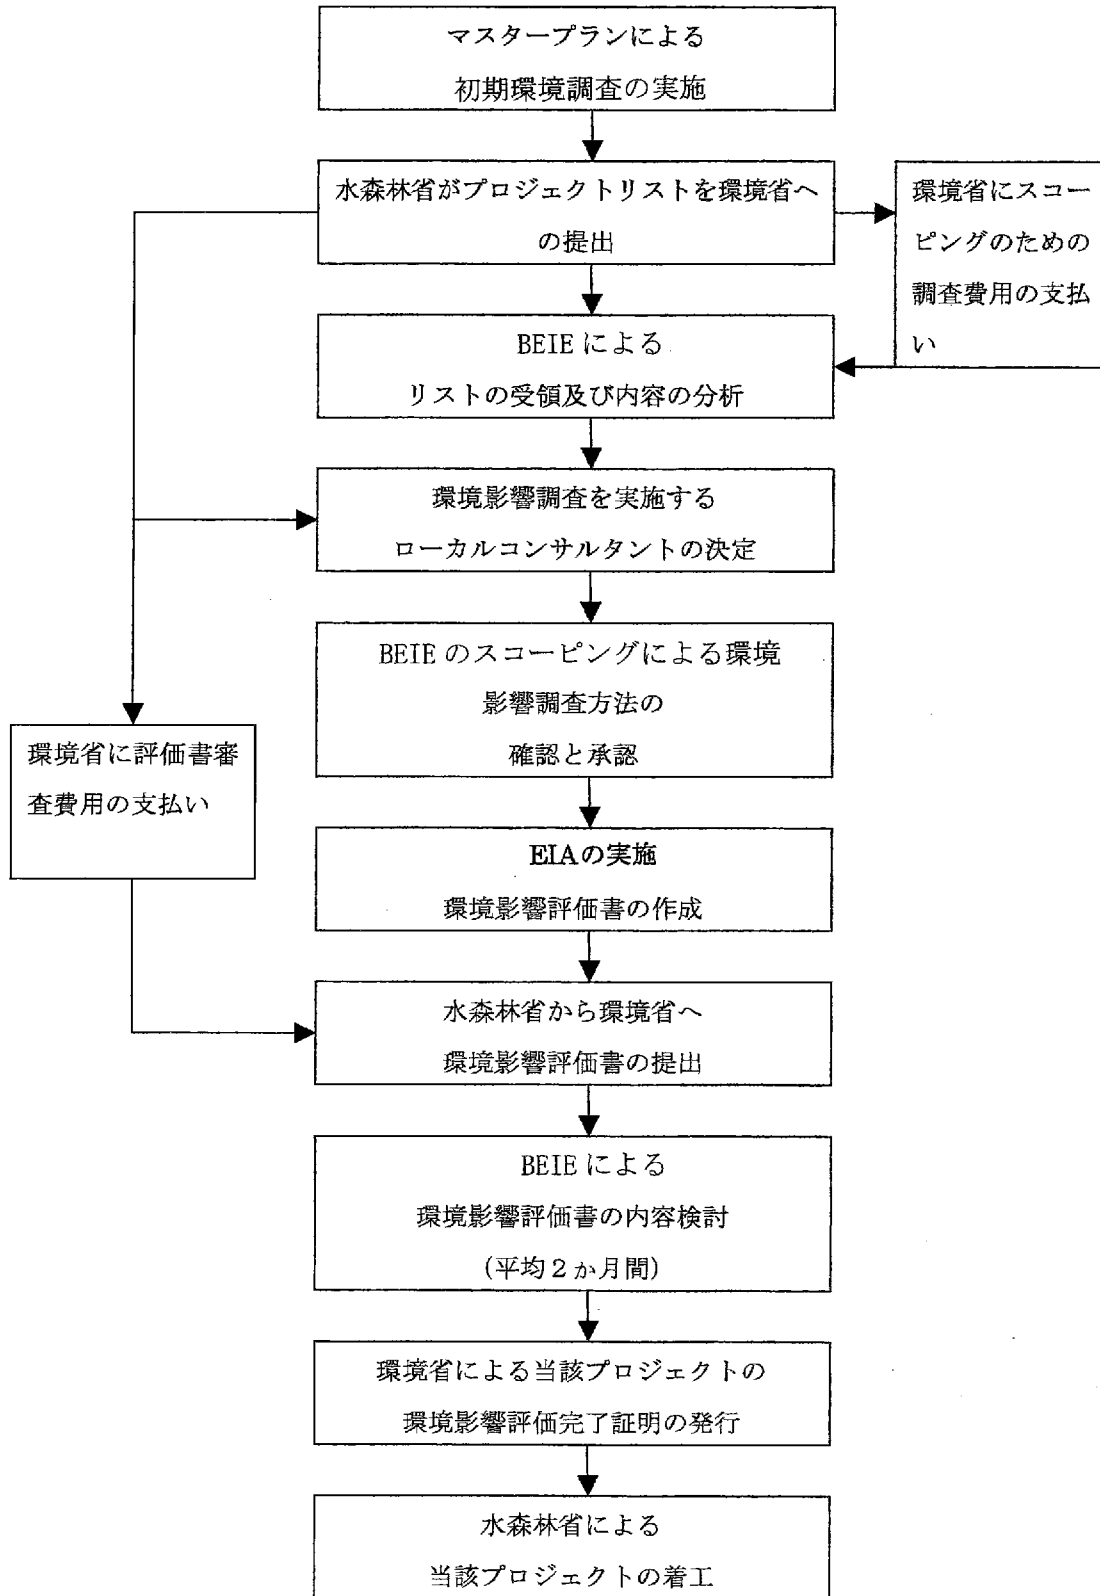 マスタープランによる
初期環境調査の実施
水森林省がプロジェクトリストを環境省へ
の提出
環境省にスコー
ピングのための
調査費用の支払
い
BEIE による
リストの受領及び内容の分析
環境影響調査を実施する
ローカルコンサルタントの決定
BEIE のスコーピングによる環境
影響調査方法の
確認と承認
環境省に評価書審
査費用の支払い
EIAの実施
環境影響評価書の作成
水森林省から環境省へ
環境影響評価書の提出
BEIE による
環境影響評価書の内容検討
(平均2か月間)
環境省による当該プロジェクトの
環境影響評価完了証明の発行
水森林省による
当該プロジェクトの着工